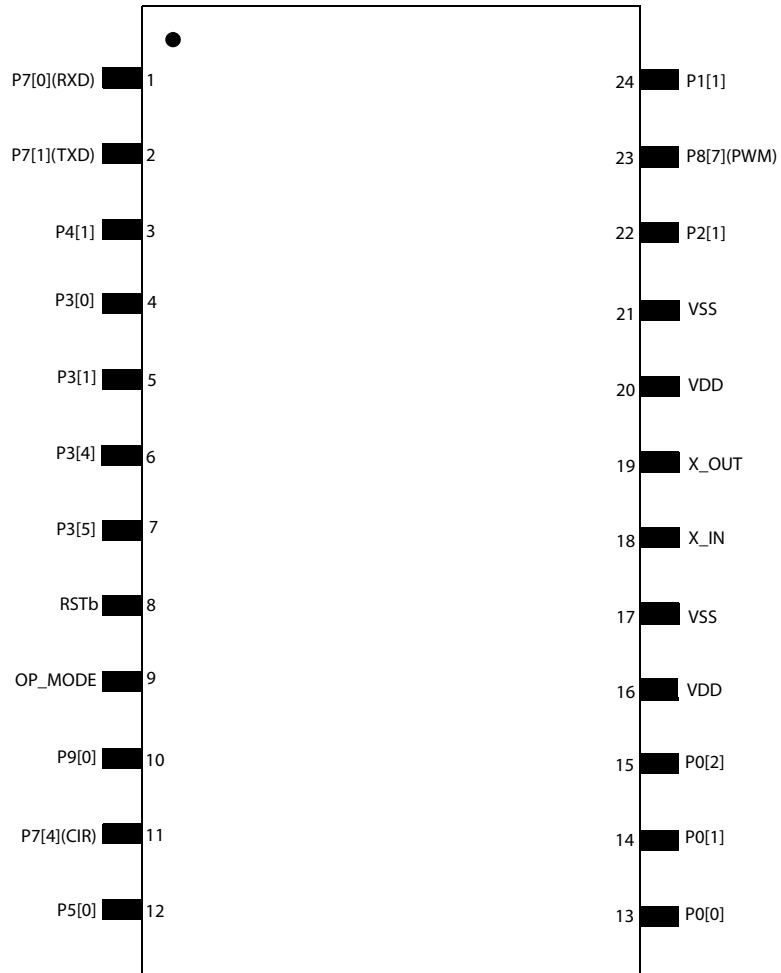 P7[0](RXD) 1 24 P1[1]
P7[1](TXD) 2 23 P8[7](PWM)
P4[1] 3 22 P2[1]
P3[0] 4 21 VSS
P3[1] 5 20 VDD
P3[4] 6 19 X_OUT
P3[5] 7 18 X_IN
RSTb 8 17 VSS
OP_MODE 9 16 VDD
P9[0] 10 15 P0[2]
P7[4](CIR) 11 14 P0[1]
P5[0] 12 13 P0[0]